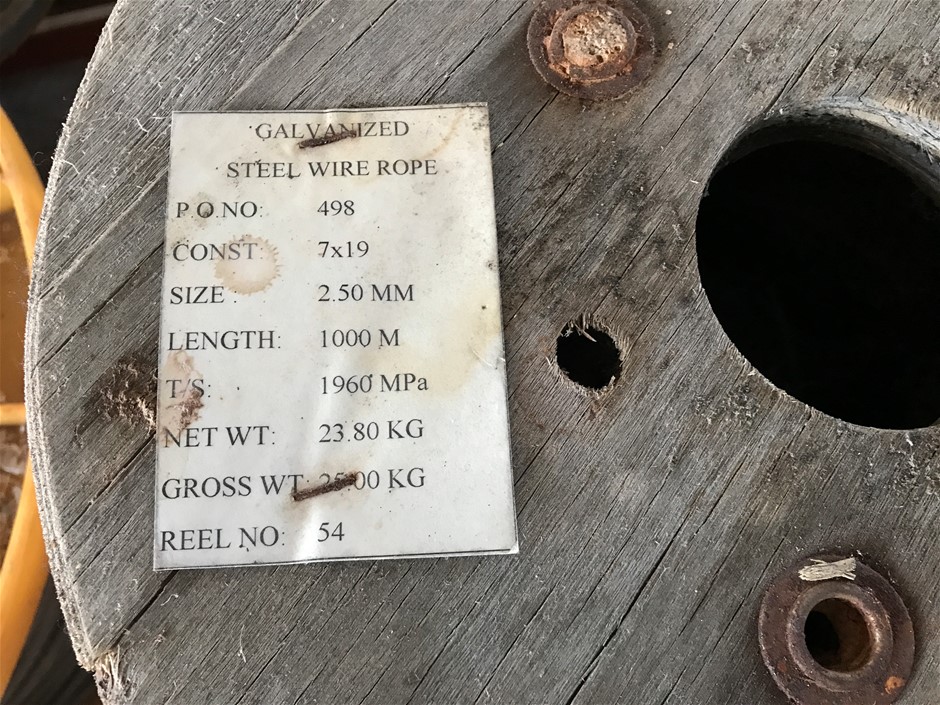 GALVANIZED
STEEL WIRE ROPE
P.O.NO: 498
CONST: 7x19
SIZE : 2.50 MM
LENGTH: 1000 M
T/S: 1960 MPa
NET WT: 23.80 KG
GROSS WT: 25.00 KG
REEL NO: 54